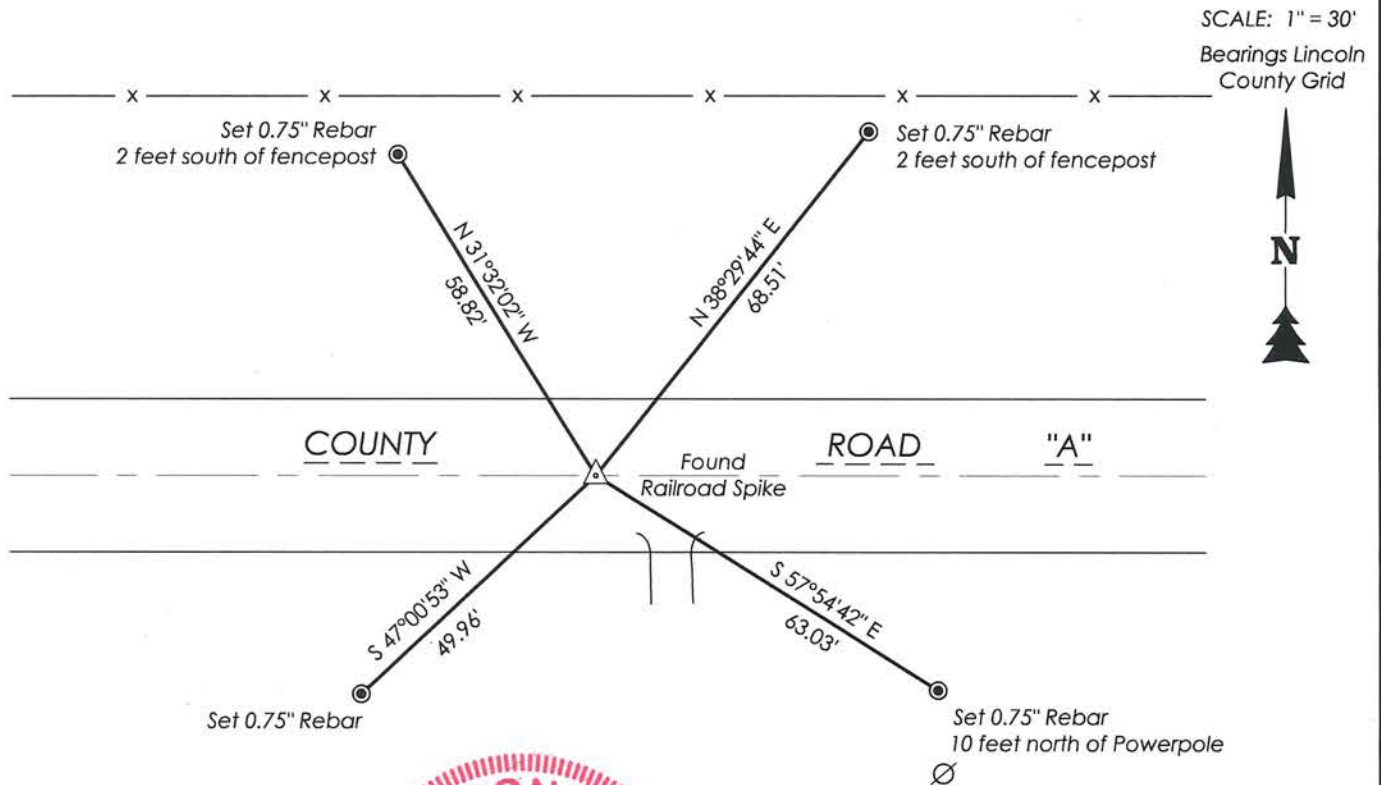 SCALE: 1" = 30'
Bearings Lincoln
County Grid
x x x x x x
Set 0.75" Rebar
2 feet south of fencepost
Set 0.75" Rebar
2 feet south of fencepost
N 31°32'02" W
58.82'
N 38°29'44" E
68.51'
N
COUNTY ROAD "A"
Found
Railroad Spike
S 47°00'53" W
49.96'
S 57°54'42" E
63.03'
Set 0.75" Rebar
Set 0.75" Rebar
10 feet north of Powerpole